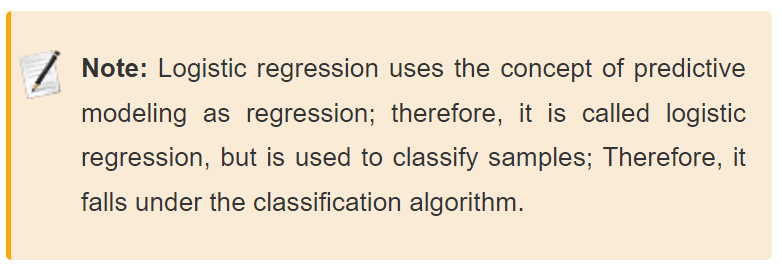 Note: Logistic regression uses the concept of predictive
modeling as regression; therefore, it is called logistic
regression, but is used to classify samples; Therefore, it
falls under the classification algorithm.